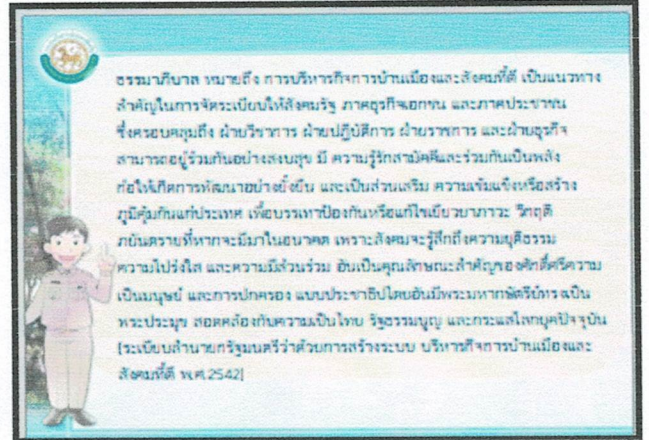 ธรรมาภิบาล หมายถึง การบริหารกิจการบ้านเมืองและสังคมที่ดี เป็นแนวทาง
สำคัญในการจัดระเบียบให้สังคมรัฐ ภาคธุรกิจเอกชน และภาคประชาชน
ซึ่งครอบคลุมถึง ฝ่ายวิชาการ ฝ่ายปฏิบัติการ ฝ่ายราชการ และฝ่ายธุรกิจ
สามารถอยู่ร่วมกันอย่างสงบสุข มี ความรู้รักสามัคคีและร่วมกันเป็นพลัง
ก่อให้เกิดการพัฒนาอย่างยั่งยืน และเป็นส่วนเสริม ความเข้มแข็งหรือสร้าง
ภูมิคุ้มกันแก่ประเทศ เพื่อบรรเทาป้องกันหรือแก้ไขเยียวยาภาวะ วิกฤติ
ภยันตรายที่หากจะมีมาในอนาคต เพราะสังคมจะรู้สึกถึงความยุติธรรม
ความโปร่งใส และความมีส่วนร่วม อันเป็นคุณลักษณะสำคัญของศักดิ์ศรีความ
เป็นมนุษย์ และการปกครอง แบบประชาธิปไตยอันมีพระมหากษัตริย์ทรงเป็น
พระประมุข สอดคล้องกับความเป็นไทย รัฐธรรมนูญ และกระแสโลกยุคปัจจุบัน
(ระเบียบสำนายกรัฐมนตรีว่าด้วยการสร้างระบบ บริหารกิจการบ้านเมืองและ
สังคมที่ดี พ.ศ.2542)